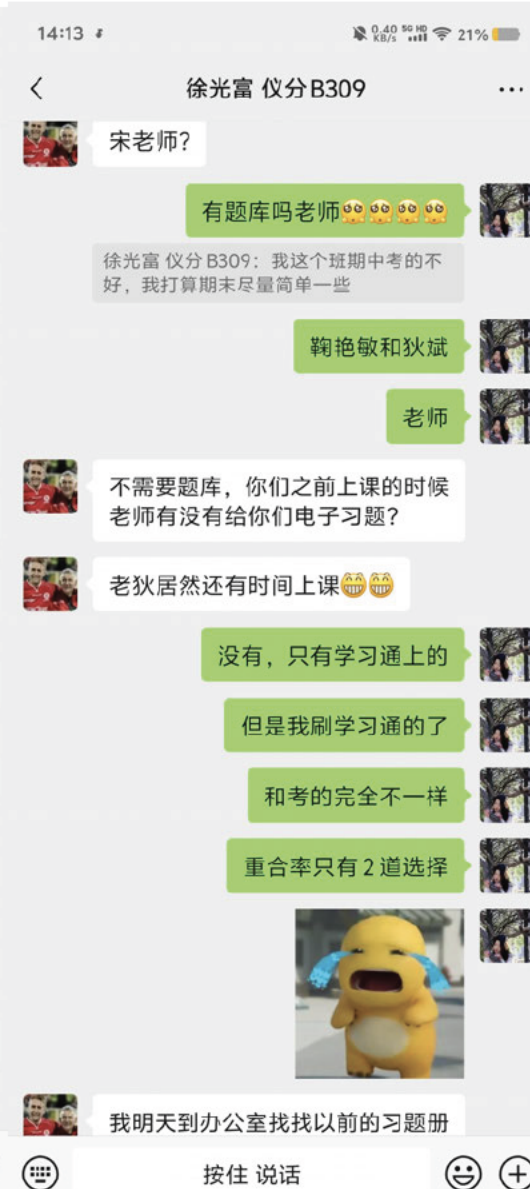 14:13
0.40 KB/s 5G HD 21%
徐光富 仪分B309
宋老师?
有题库吗老师
徐光富 仪分B309：我这个班期中考的不
好，我打算期末尽量简单一些
鞠艳敏和狄斌
老师
不需要题库，你们之前上课的时候
老师有没有给你们电子习题？
老狄居然还有时间上课
没有，只有学习通上的
但是我刷学习通的了
和考的完全不一样
重合率只有2道选择
我明天到办公室找找以前的习题册
按住 说话